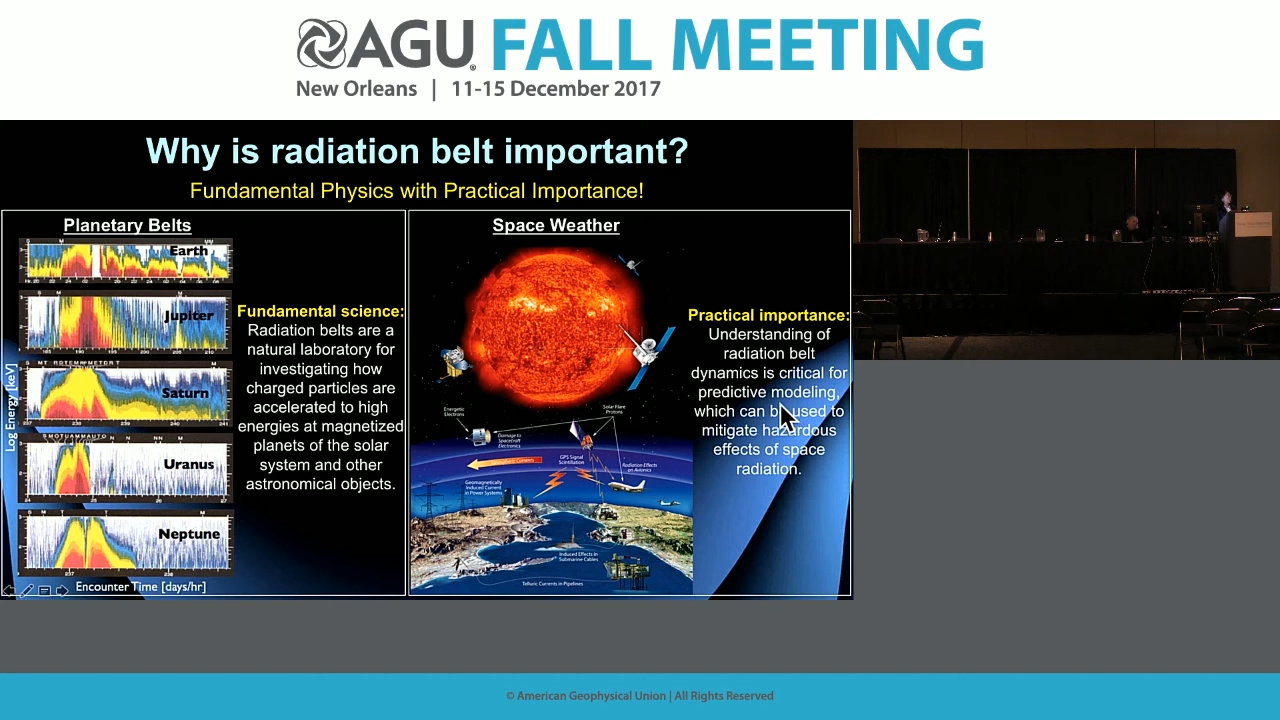 AGU FALL MEETING
New Orleans | 11-15 December 2017
Why is radiation belt important?
Fundamental Physics with Practical Importance!
Planetary Belts
Earth
Jupiter
Saturn
Uranus
Neptune
Log Energy [keV]
Encounter Time [days/hr]
Fundamental science:
Radiation belts are a
natural laboratory for
investigating how
charged particles are
accelerated to high
energies at magnetized
planets of the solar
system and other
astronomical objects.
Space Weather
Energetic
Electrons
Solar Flare
Protons
Damage to
Spacecraft
Electronics
GPS Signal
Scintillation
Radiation Effects
on Avionics
Geomagnetically
Induced Current
in Power Systems
Induced Effects in
Submarine Cables
Telluric Currents in Pipelines
Practical importance:
Understanding of
radiation belt
dynamics is critical for
predictive modeling,
which can be used to
mitigate hazardous
effects of space
radiation.
© American Geophysical Union | All Rights Reserved